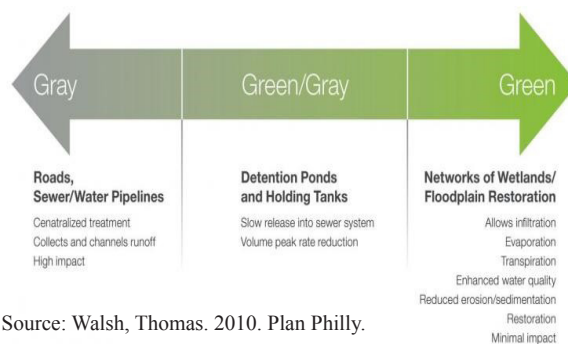 Gray
Green/Gray
Green
Roads,
Sewer/Water Pipelines
Cenatralized treatment
Collects and channels runoff
High impact
Detention Ponds
and Holding Tanks
Slow release into sewer system
Volume peak rate reduction
Networks of Wetlands/
Floodplain Restoration
Allows infiltration
Evaporation
Transpiration
Enhanced water quality
Reduced erosion/sedimentation
Restoration
Minimal impact
Source: Walsh, Thomas. 2010. Plan Philly.